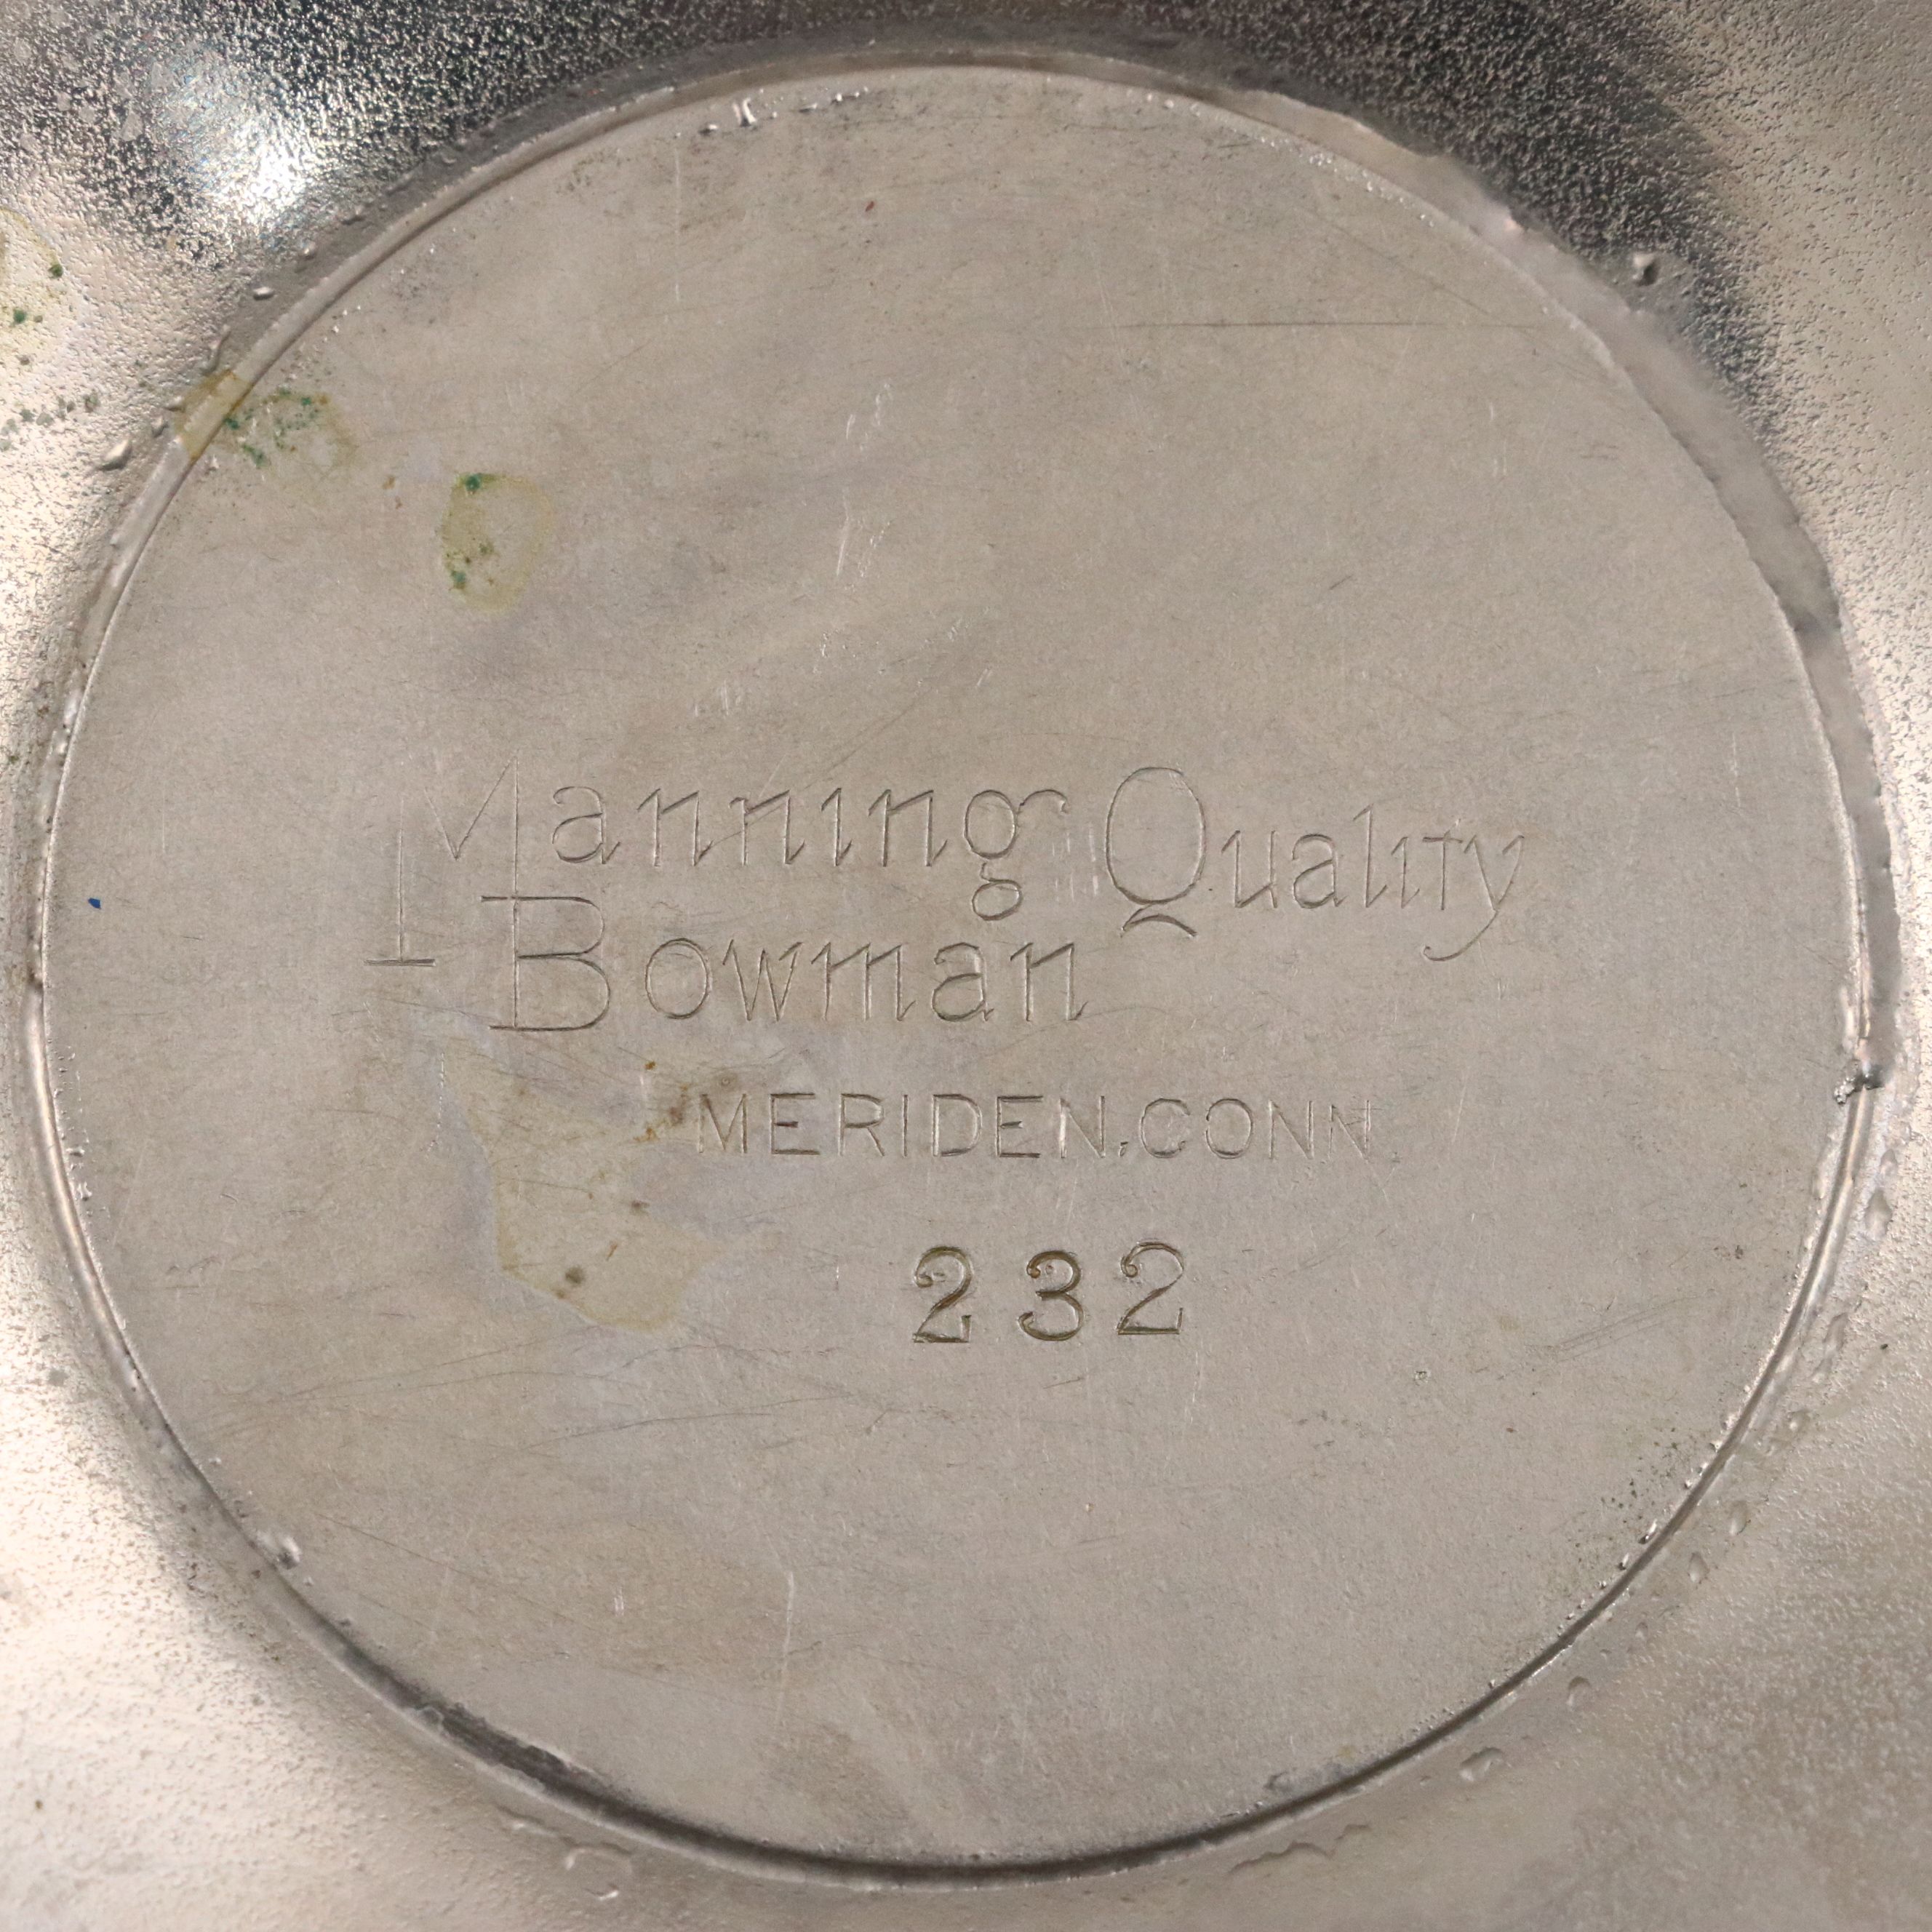 Manning Quality
Bowman
MERIDEN, CONN
232